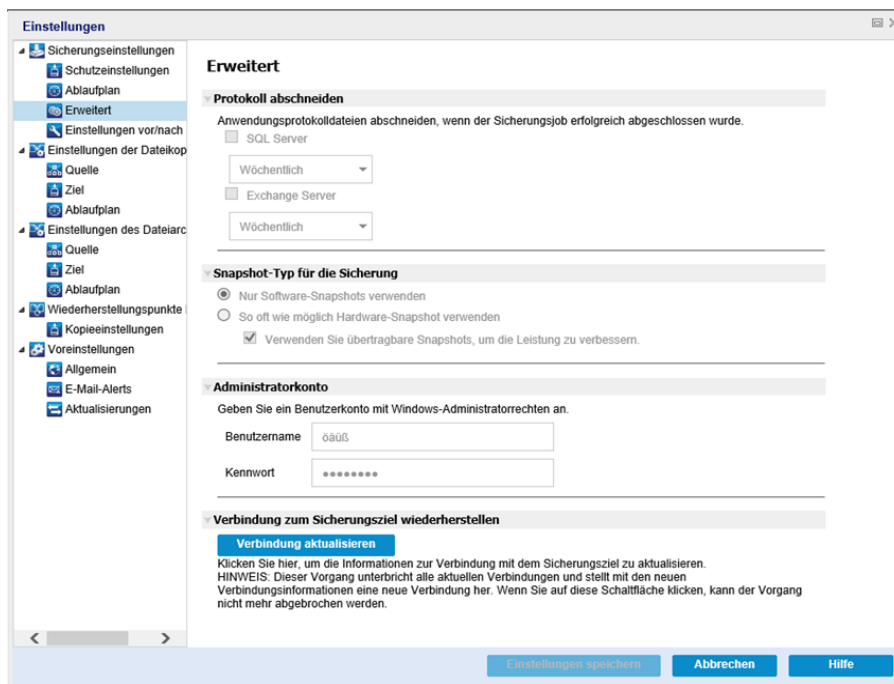 Einstellungen
Sicherungseinstellungen
Schutzeinstellungen
Ablaufplan
Erweitert
Einstellungen vor/nach
Einstellungen der Dateikop
Quelle
Ziel
Ablaufplan
Einstellungen des Dateiarc
Quelle
Ziel
Ablaufplan
Wiederherstellungspunkte
Kopieeinstellungen
Voreinstellungen
Allgemein
E-Mail-Alerts
Aktualisierungen
Erweitert
Protokoll abschneiden
Anwendungsprotokolldateien abschneiden, wenn der Sicherungsjob erfolgreich abgeschlossen wurde.
SQL Server
Wöchentlich
Exchange Server
Wöchentlich
Snapshot-Typ für die Sicherung
Nur Software-Snapshots verwenden
So oft wie möglich Hardware-Snapshot verwenden
Verwenden Sie übertragbare Snapshots, um die Leistung zu verbessern.
Administratorkonto
Geben Sie ein Benutzerkonto mit Windows-Administratorrechten an.
Benutzername öäüß
Kennwort ●●●●●●●●
Verbindung zum Sicherungsziel wiederherstellen
Verbindung aktualisieren
Klicken Sie hier, um die Informationen zur Verbindung mit dem Sicherungsziel zu aktualisieren.
HINWEIS: Dieser Vorgang unterbricht alle aktuellen Verbindungen und stellt mit den neuen
Verbindungsinformationen eine neue Verbindung her. Wenn Sie auf diese Schaltfläche klicken, kann der Vorgang
nicht mehr abgebrochen werden.
Einstellungen speichern Abbrechen Hilfe